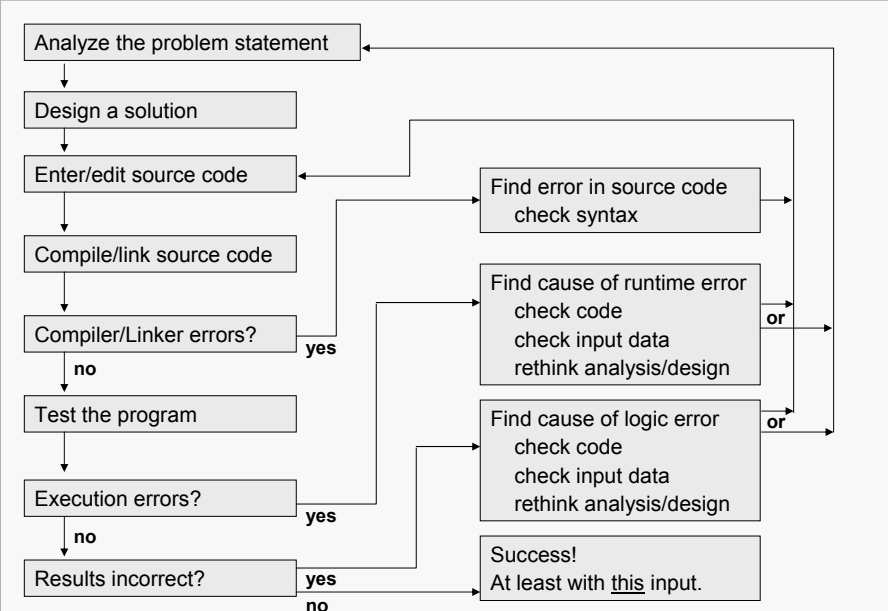 Analyze the problem statement
Design a solution
Enter/edit source code
Compile/link source code
Compiler/Linker errors?
yes
no
Test the program
Execution errors?
yes
no
Results incorrect?
yes
no
Find error in source code
check syntax
Find cause of runtime error
check code
check input data
rethink analysis/design
or
Find cause of logic error
check code
check input data
rethink analysis/design
or
Success!
At least with this input.